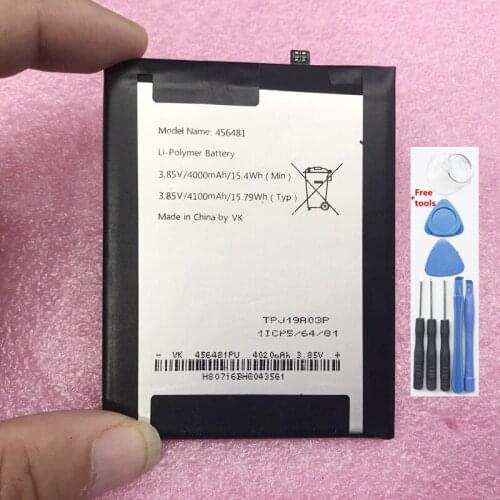 Model Name: 456481
Li-Polymer Battery
3.85V/4000mAh/15.4Wh ( Min )
3.85V/4100mAh/15.79Wh ( Typ )
Made in China by VK
TPJ19A03P
1ICP5/64/81
- VK 456481PU 4020mAh 3.85V +
H80716BHC043561
+Free
tools